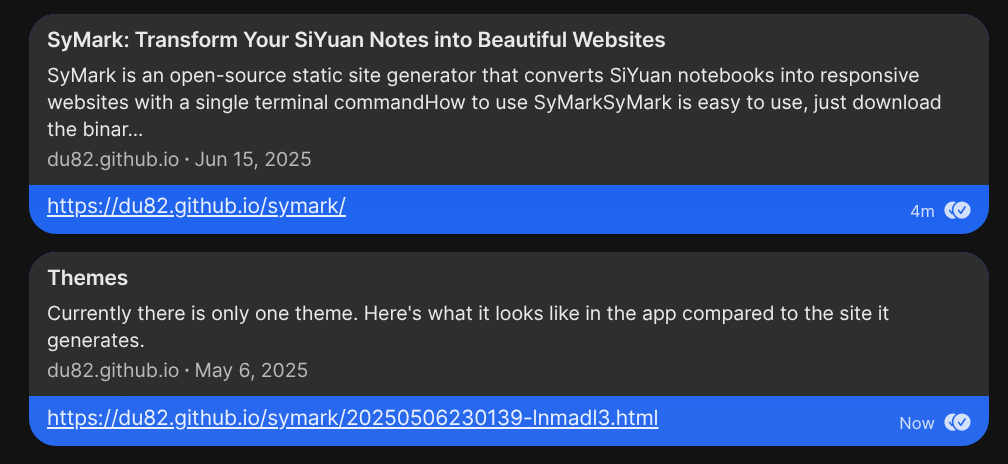 SyMark: Transform Your SiYuan Notes into Beautiful Websites
SyMark is an open-source static site generator that converts SiYuan notebooks into responsive
websites with a single terminal commandHow to use SyMarkSyMark is easy to use, just download
the binar...
du82.github.io · Jun 15, 2025
https://du82.github.io/symark/
4m
Themes
Currently there is only one theme. Here's what it looks like in the app compared to the site it
generates.
du82.github.io · May 6, 2025
https://du82.github.io/symark/20250506230139-lnmadl3.html
Now